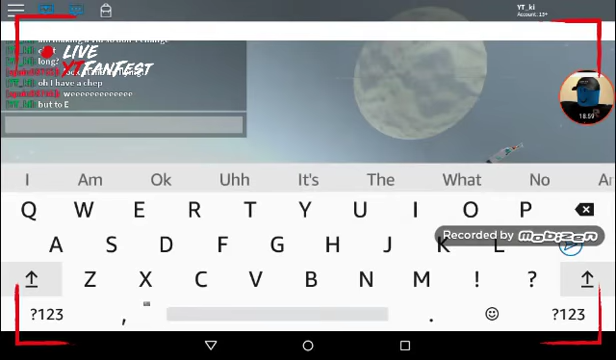 YT_ki
Account: 13+
LIVE
YTFANFEST
long?
oh I have a chep
weeeeeeeeeeeee
but to E
18.59
I Am Ok Uhh It's The What No
Q W E R T Y U I O P
Recorded by mobizen
A S D F G H J K L
Z X C V B N M ! ?
?123 , . ?123